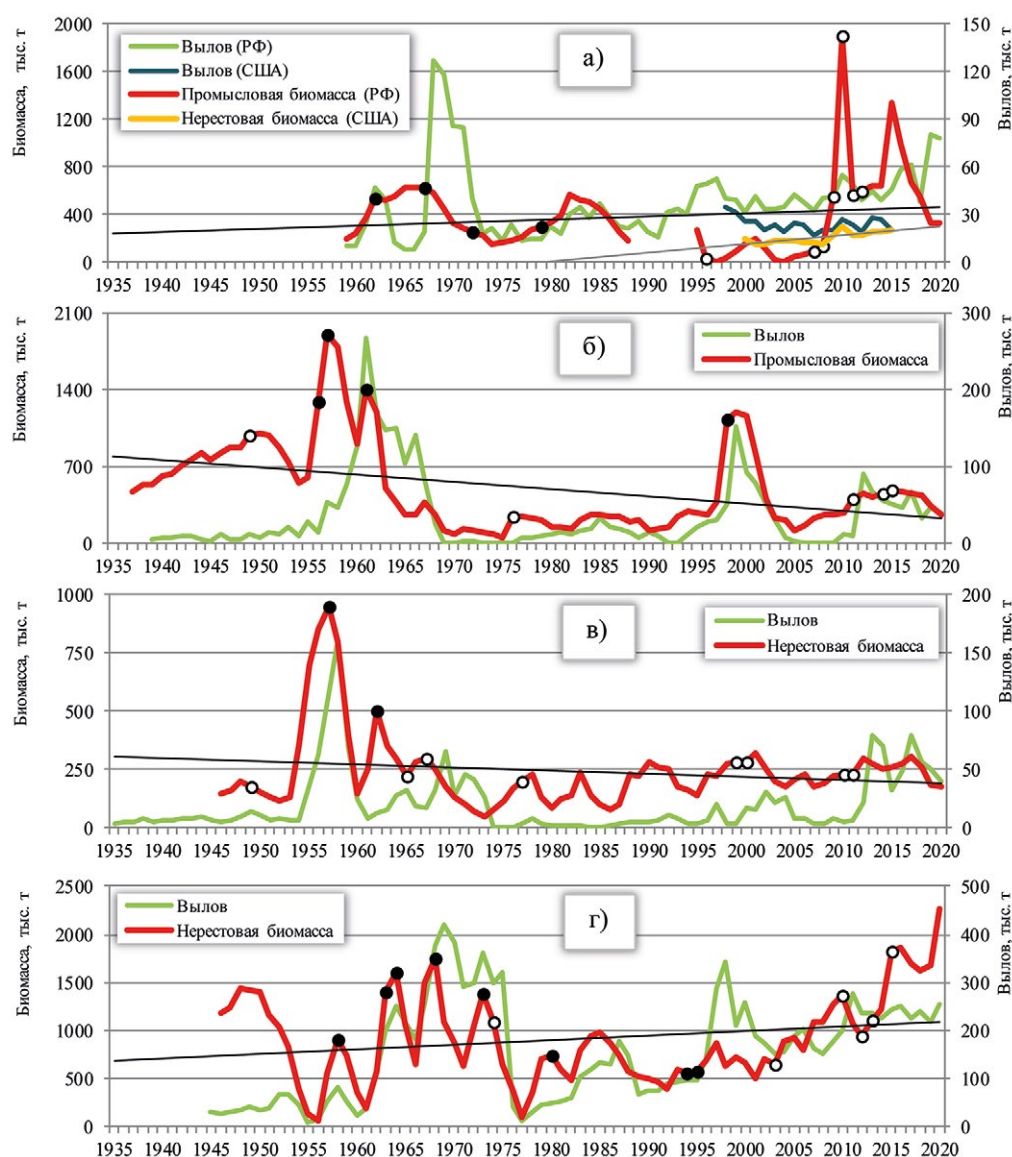 Биомасса, тыс. т
2000
1600
1200
800
400
0
Вылов (РФ)
Вылов (США)
Промысловая биомасса (РФ)
Нерестовая биомасса (США)
а)
150
120
90
60
30
0
Вылов, тыс. т
1935 1940 1945 1950 1955 1960 1965 1970 1975 1980 1985 1990 1995 2000 2005 2010 2015 2020
Биомасса, тыс. т
2100
1400
700
0
б)
Вылов
Промысловая биомасса
300
200
100
0
Вылов, тыс. т
1935 1940 1945 1950 1955 1960 1965 1970 1975 1980 1985 1990 1995 2000 2005 2010 2015 2020
Биомасса, тыс. т
1000
750
500
250
0
в)
Вылов
Нерестовая биомасса
200
150
100
50
0
Вылов, тыс. т
1935 1940 1945 1950 1955 1960 1965 1970 1975 1980 1985 1990 1995 2000 2005 2010 2015 2020
Биомасса, тыс. т
2500
2000
1500
1000
500
0
Вылов
Нерестовая биомасса
г)
500
400
300
200
100
0
Вылов, тыс. т
1935 1940 1945 1950 1955 1960 1965 1970 1975 1980 1985 1990 1995 2000 2005 2010 2015 2020